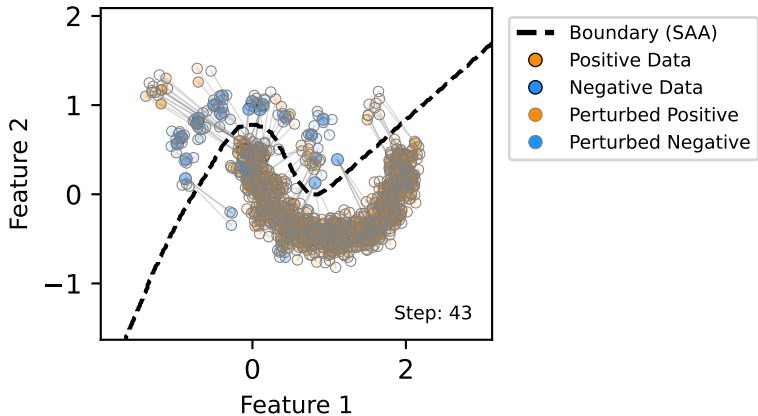 2
1
0
−1
Feature 2
0
2
Feature 1
Step: 43
Boundary (SAA)
Positive Data
Negative Data
Perturbed Positive
Perturbed Negative